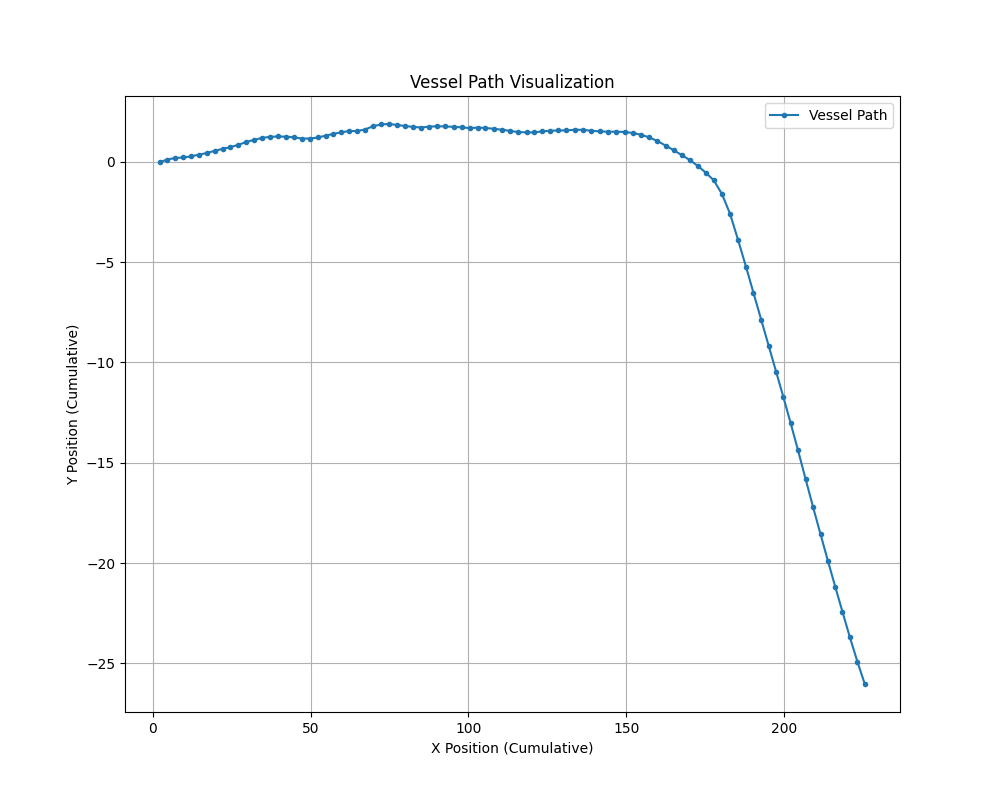 Vessel Path Visualization
Vessel Path
0
−5
−10
−15
−20
−25
Y Position (Cumulative)
0
50
100
150
200
X Position (Cumulative)